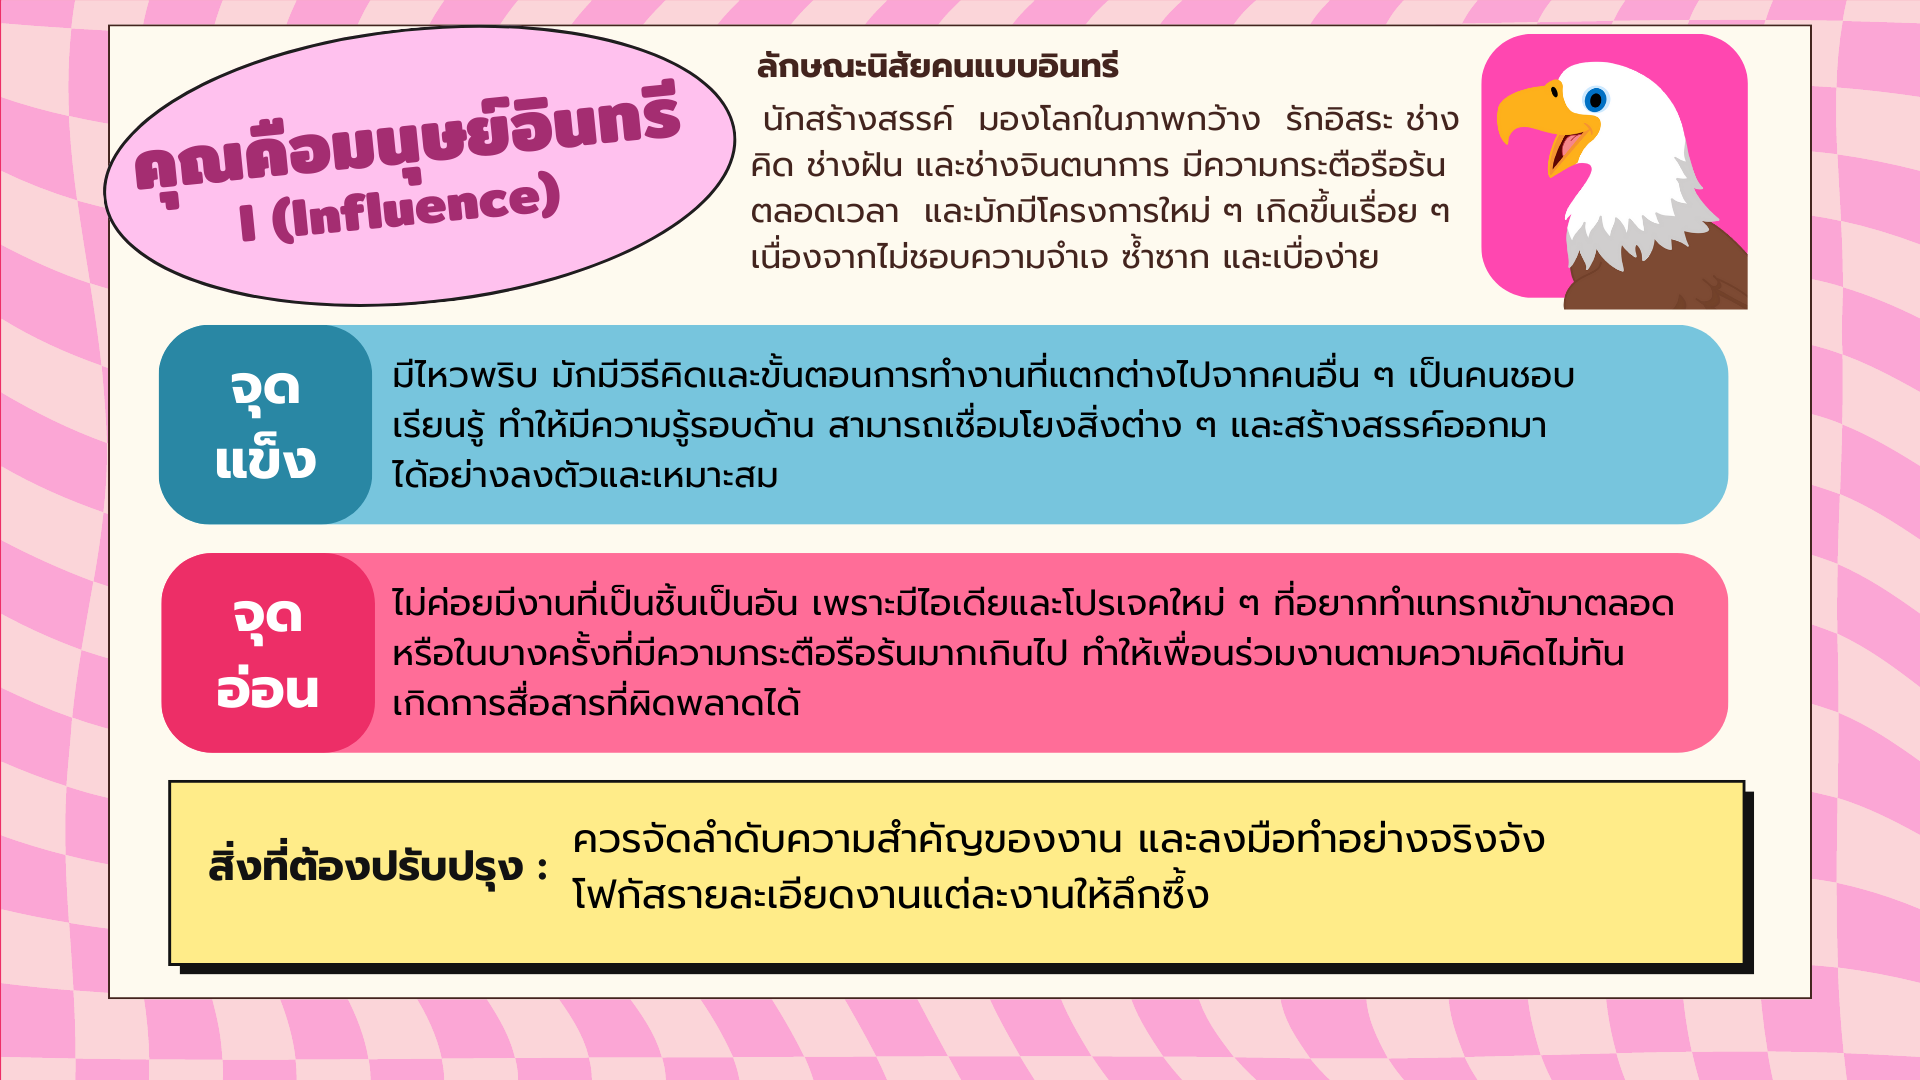 คุณคือมนุษย์อินทรี
I (Influence)
ลักษณะนิสัยคนแบบอินทรี
นักสร้างสรรค์ มองโลกในภาพกว้าง รักอิสระ ช่าง
คิด ช่างฝัน และช่างจินตนาการ มีความกระตือรือร้น
ตลอดเวลา และมักมีโครงการใหม่ ๆ เกิดขึ้นเรื่อย ๆ
เนื่องจากไม่ชอบความจำเจ ซ้ำซาก และเบื่อง่าย
จุด
แข็ง
มีไหวพริบ มักมีวิธีคิดและขั้นตอนการทำงานที่แตกต่างไปจากคนอื่น ๆ เป็นคนชอบ
เรียนรู้ ทำให้มีความรู้รอบด้าน สามารถเชื่อมโยงสิ่งต่าง ๆ และสร้างสรรค์ออกมา
ได้อย่างลงตัวและเหมาะสม
จุด
อ่อน
ไม่ค่อยมีงานที่เป็นชิ้นเป็นอัน เพราะมีไอเดียและโปรเจคใหม่ ๆ ที่อยากทำแทรกเข้ามาตลอด
หรือในบางครั้งที่มีความกระตือรือร้นมากเกินไป ทำให้เพื่อนร่วมงานตามความคิดไม่ทัน
เกิดการสื่อสารที่ผิดพลาดได้
สิ่งที่ต้องปรับปรุง :
ควรจัดลำดับความสำคัญของงาน และลงมือทำอย่างจริงจัง
โฟกัสรายละเอียดงานแต่ละงานให้ลึกซึ้ง